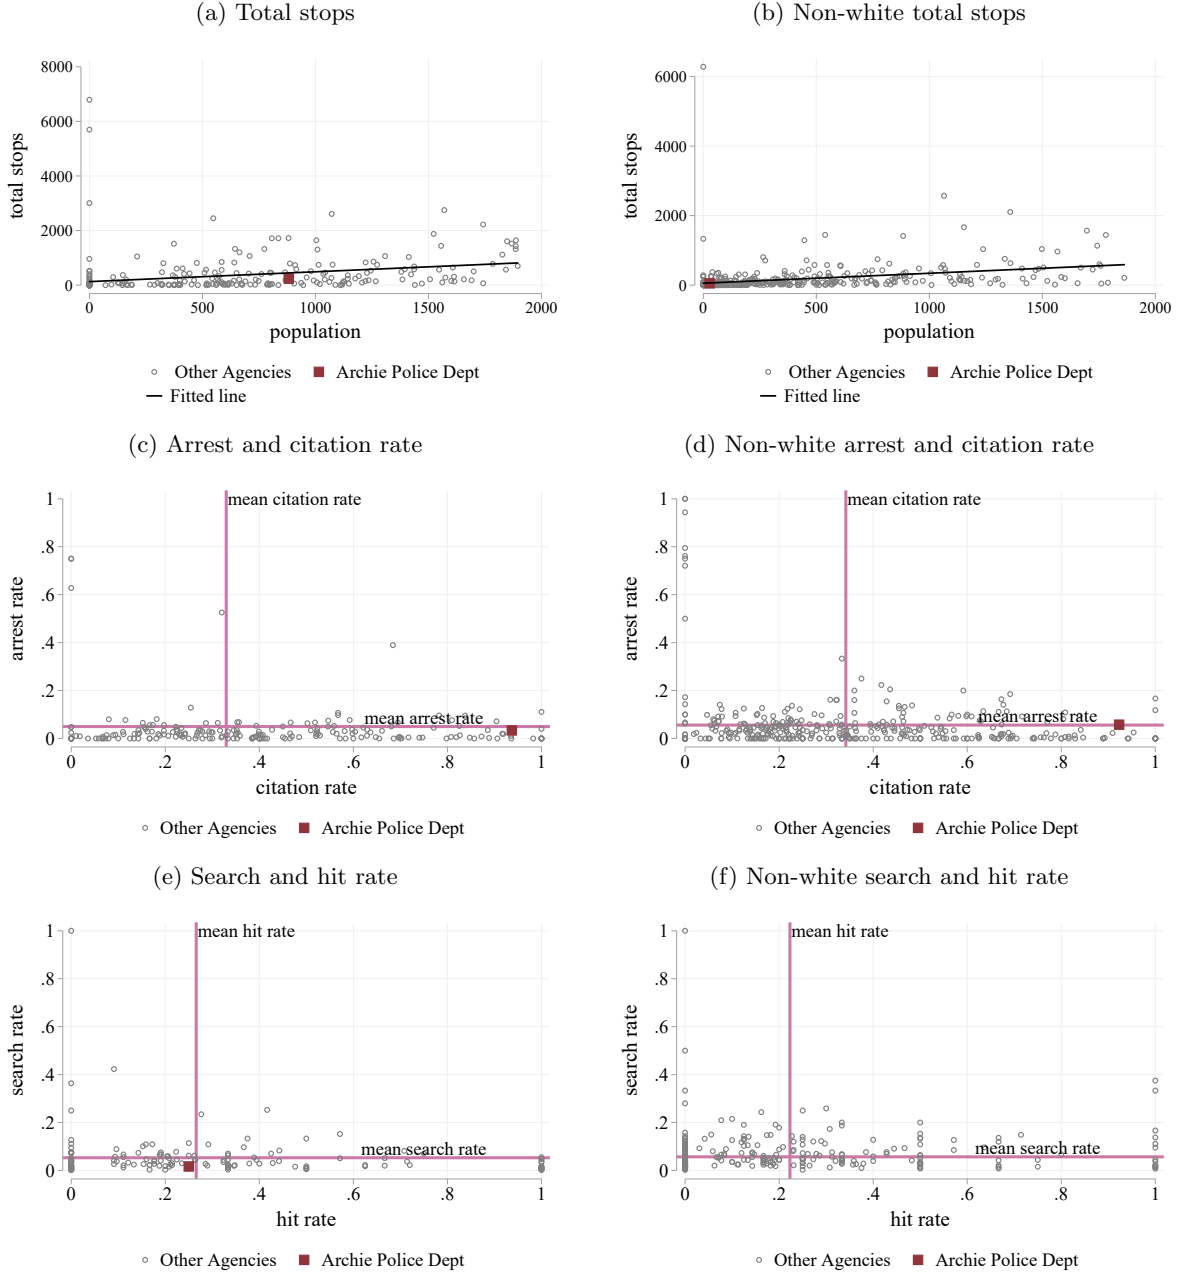 (a) Total stops
(b) Non-white total stops
total stops
8000
6000
4000
2000
0
0 500 1000 1500 2000
population
Other Agencies Archie Police Dept
Fitted line
total stops
6000
4000
2000
0
0 500 1000 1500 2000
population
Other Agencies Archie Police Dept
Fitted line
(c) Arrest and citation rate
(d) Non-white arrest and citation rate
mean citation rate
arrest rate
1
.8
.6
.4
.2
0
mean arrest rate
0 .2 .4 .6 .8 1
citation rate
Other Agencies Archie Police Dept
mean citation rate
arrest rate
1
.8
.6
.4
.2
0
mean arrest rate
0 .2 .4 .6 .8 1
citation rate
Other Agencies Archie Police Dept
(e) Search and hit rate
(f) Non-white search and hit rate
mean hit rate
search rate
1
.8
.6
.4
.2
0
mean search rate
0 .2 .4 .6 .8 1
hit rate
Other Agencies Archie Police Dept
mean hit rate
search rate
1
.8
.6
.4
.2
0
mean search rate
0 .2 .4 .6 .8 1
hit rate
Other Agencies Archie Police Dept